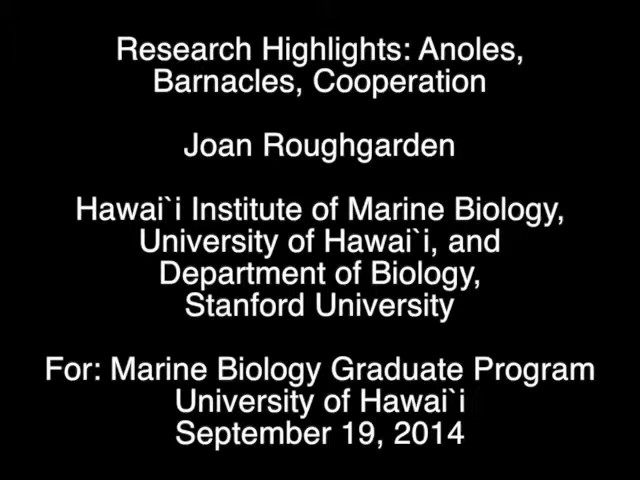 Research Highlights: Anoles,
Barnacles, Cooperation
Joan Roughgarden
Hawai`i Institute of Marine Biology,
University of Hawai`i, and
Department of Biology,
Stanford University
For: Marine Biology Graduate Program
University of Hawai`i
September 19, 2014